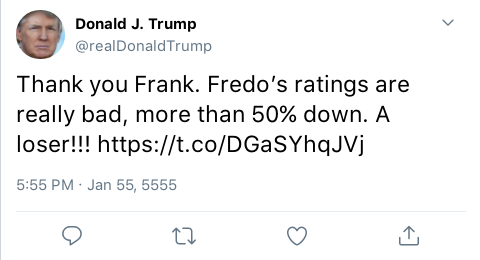 Donald J. Trump
@realDonaldTrump
Thank you Frank. Fredo’s ratings are
really bad, more than 50% down. A
loser!!! https://t.co/DGaSYhqJVj
5:55 PM · Jan 55, 5555